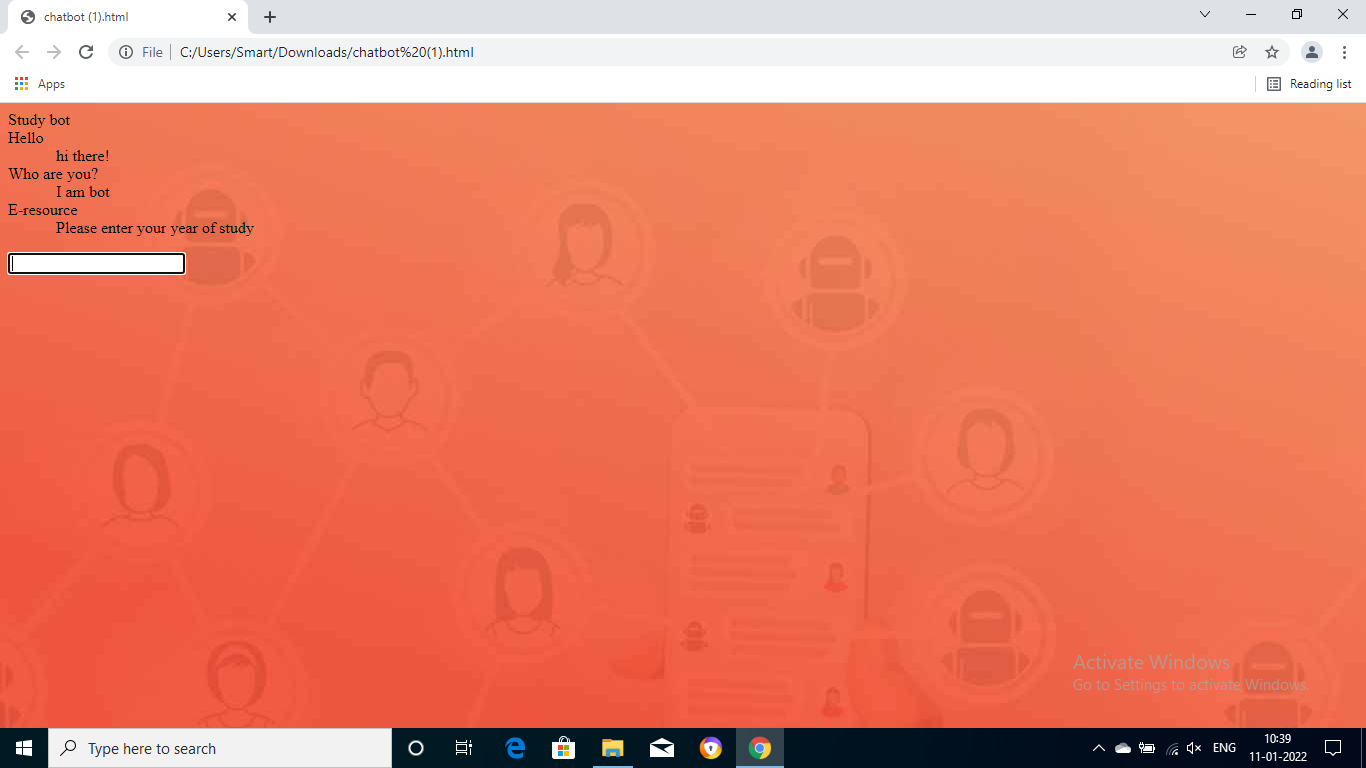 chatbot (1).html
File
C:/Users/Smart/Downloads/chatbot%20(1).html
Apps
Reading list
Study bot
Hello
hi there!
Who are you?
I am bot
E-resource
Please enter your year of study
Activate Windows
Go to Settings to activate Windows.
Type here to search
ENG
10:39
11-01-2022